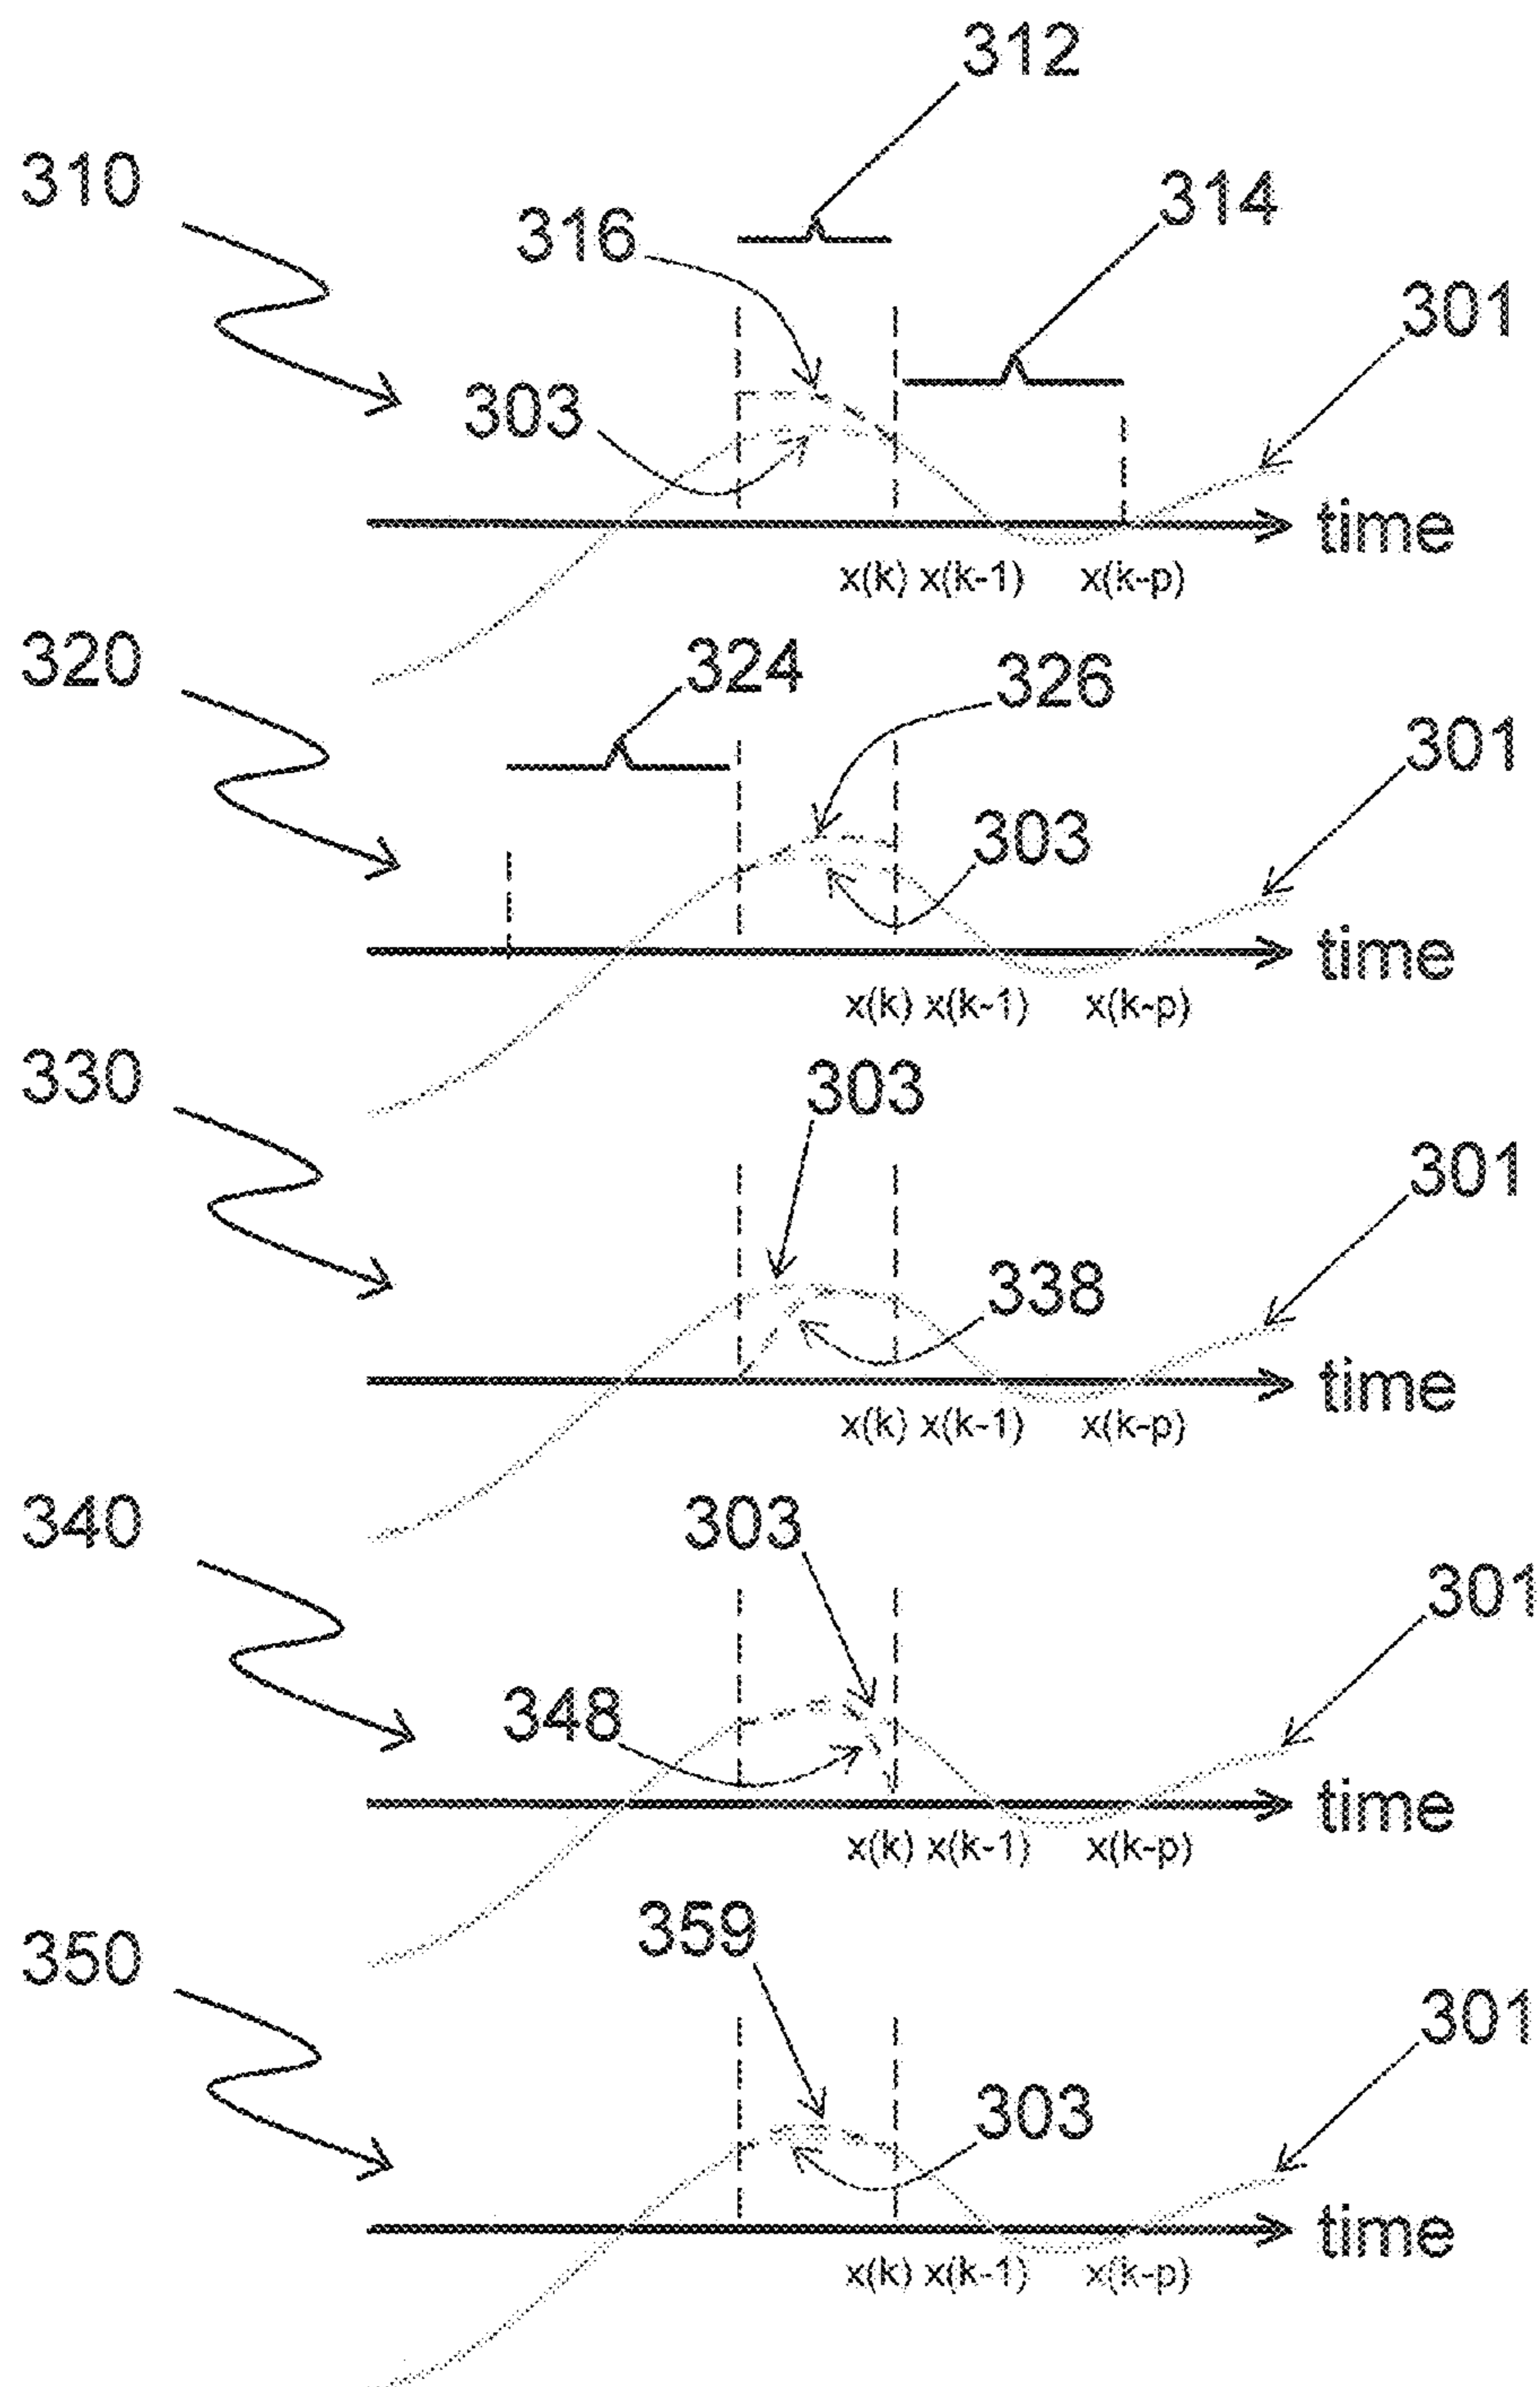 312
310
314
316
301
303
time
x(k) x(k-1) x(k-p)
320
324
326
301
303
time
x(k) x(k-1) x(k-p)
330
303
301
338
time
x(k) x(k-1) x(k-p)
340
303
301
348
time
x(k) x(k-1) x(k-p)
350
359
301
303
time
x(k) x(k-1) x(k-p)